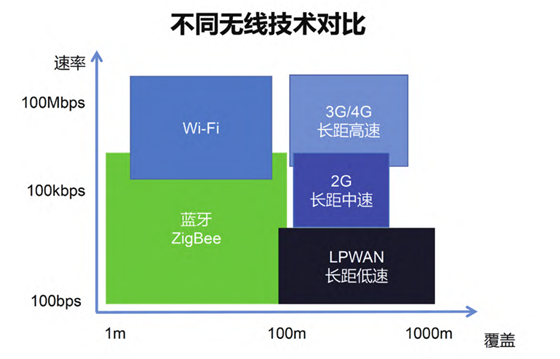 不同无线技术对比
速率
100Mbps
100kbps
100bps
Wi-Fi
3G/4G
长距高速
2G
长距中速
蓝牙
ZigBee
LPWAN
长距低速
1m
100m
1000m
覆盖